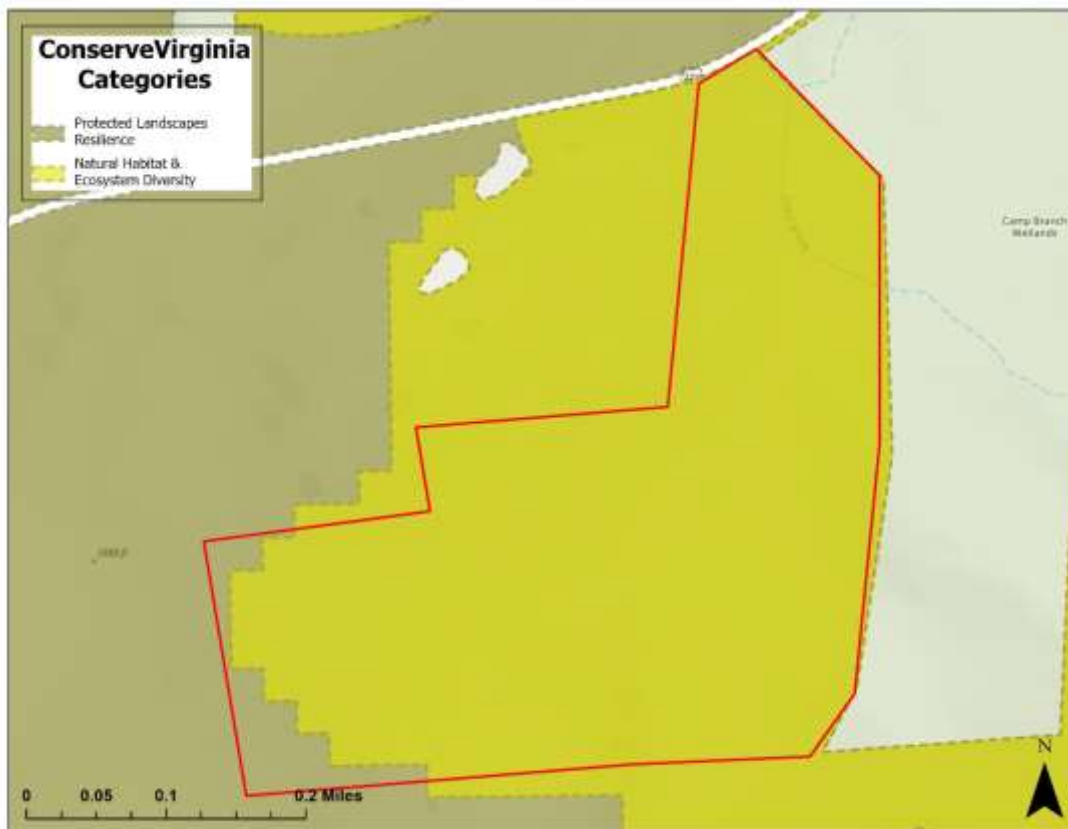 ConserveVirginia
Categories
Protected Landscapes
Resilience
Natural Habitat &
Ecosystem Diversity
Camp Branch
Wetlands
N
0 0.05 0.1 0.2 Miles